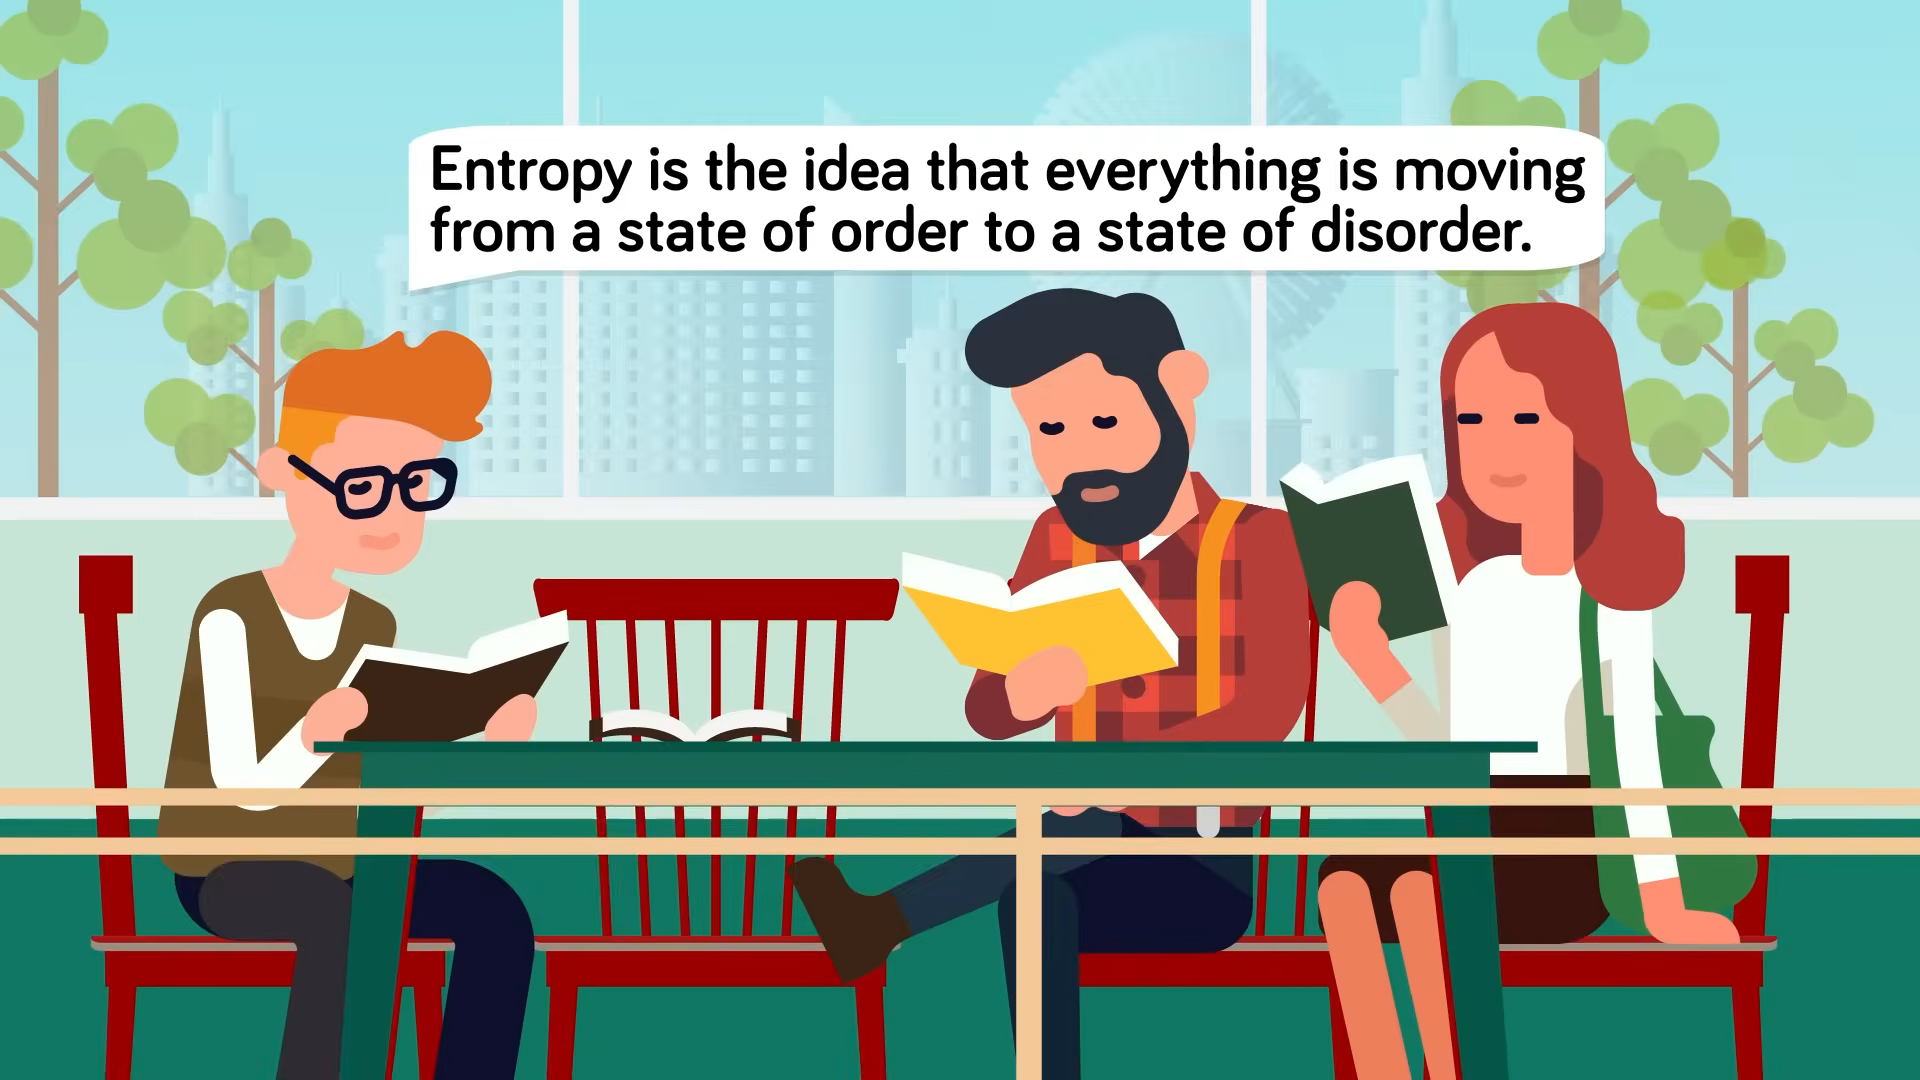 Entropy is the idea that everything is moving
from a state of order to a state of disorder.